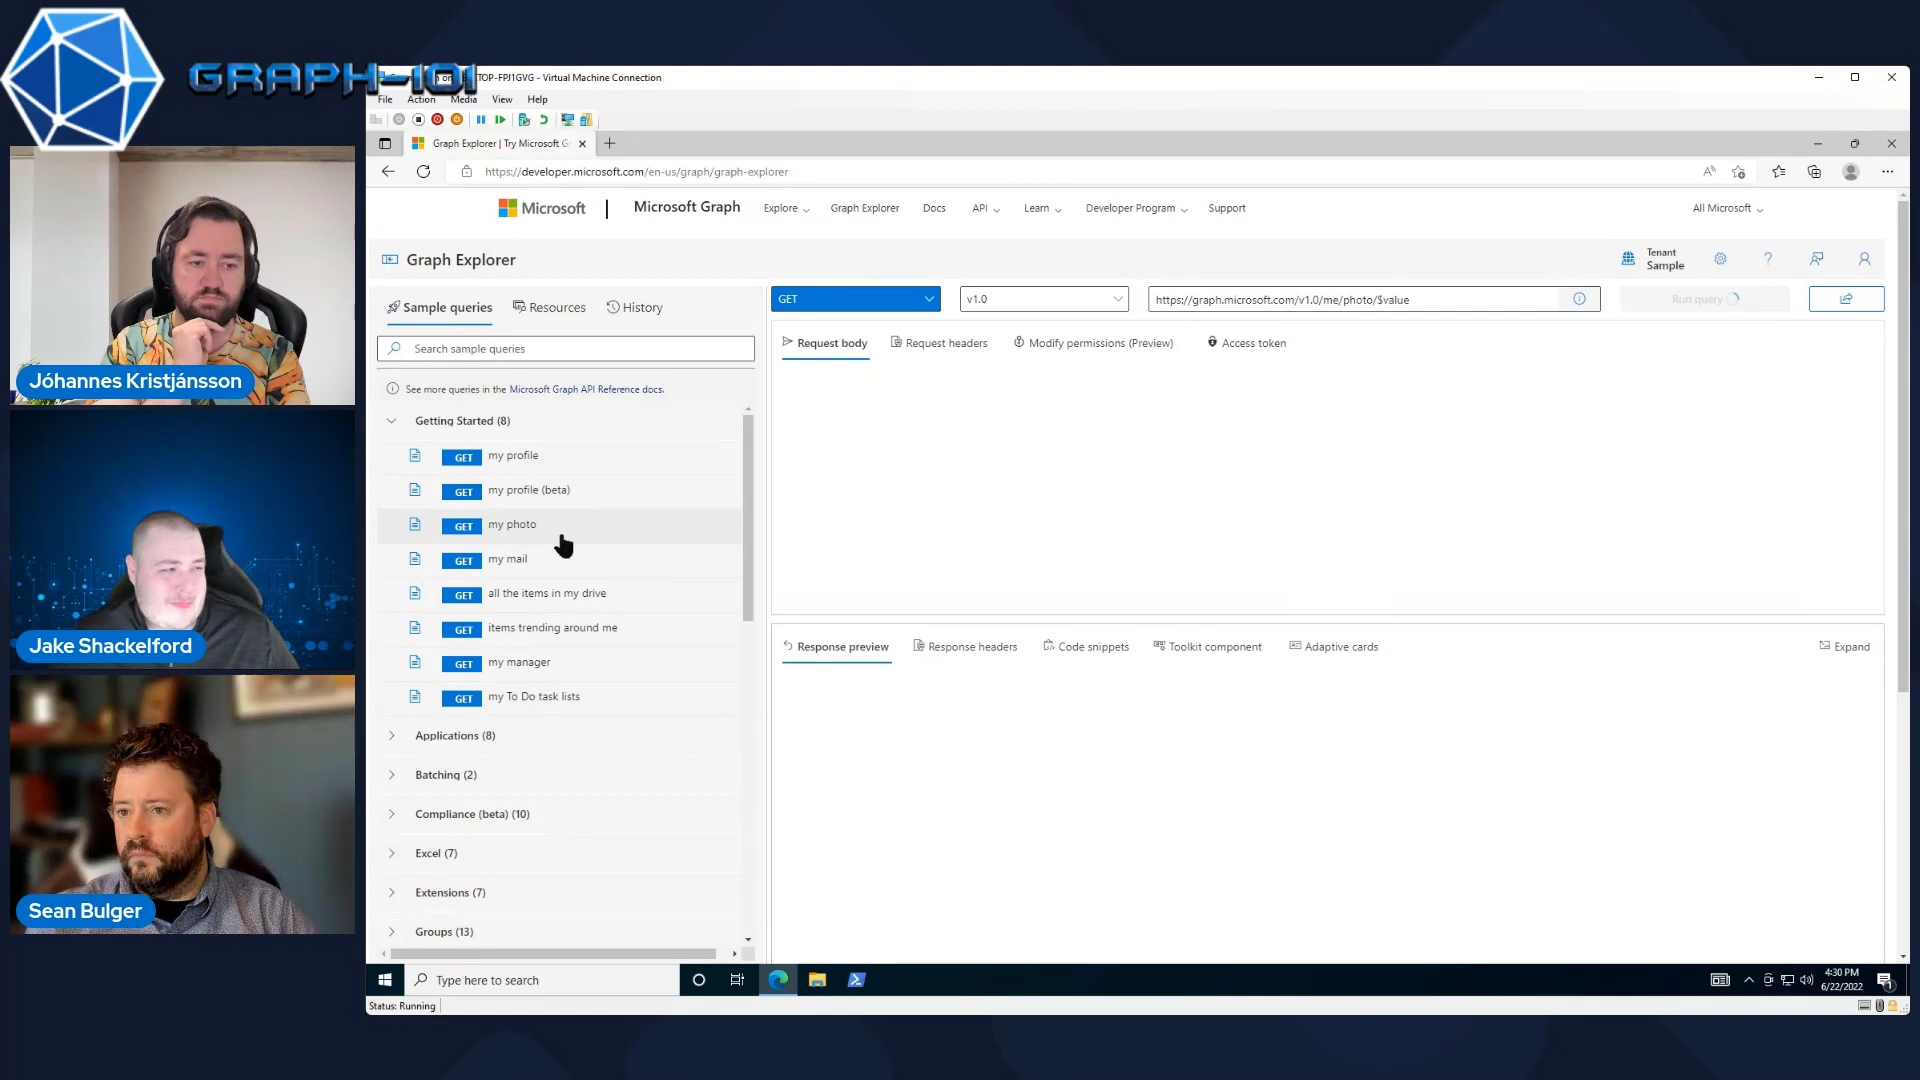 GRAPH-101
TOP-FPJ1GVG - Virtual Machine Connection
File Action Media View Help
Graph Explorer | Try Microsoft G
https://developer.microsoft.com/en-us/graph/graph-explorer
Microsoft | Microsoft Graph Explore Graph Explorer Docs API Learn Developer Program Support All Microsoft
Graph Explorer
Tenant
Sample
Sample queries Resources History
GET v1.0 https://graph.microsoft.com/v1.0/me/photo/$value Run query
Search sample queries
Request body Request headers Modify permissions (Preview) Access token
See more queries in the Microsoft Graph API Reference docs.
Getting Started (8)
GET my profile
GET my profile (beta)
GET my photo
GET my mail
GET all the items in my drive
GET items trending around me
GET my manager
GET my To Do task lists
Applications (8)
Batching (2)
Compliance (beta) (10)
Excel (7)
Extensions (7)
Groups (13)
Response preview Response headers Code snippets Toolkit component Adaptive cards Expand
Jóhannes Kristjánsson
Jake Shackelford
Sean Bulger
Type here to search
4:30 PM
6/22/2022
Status: Running